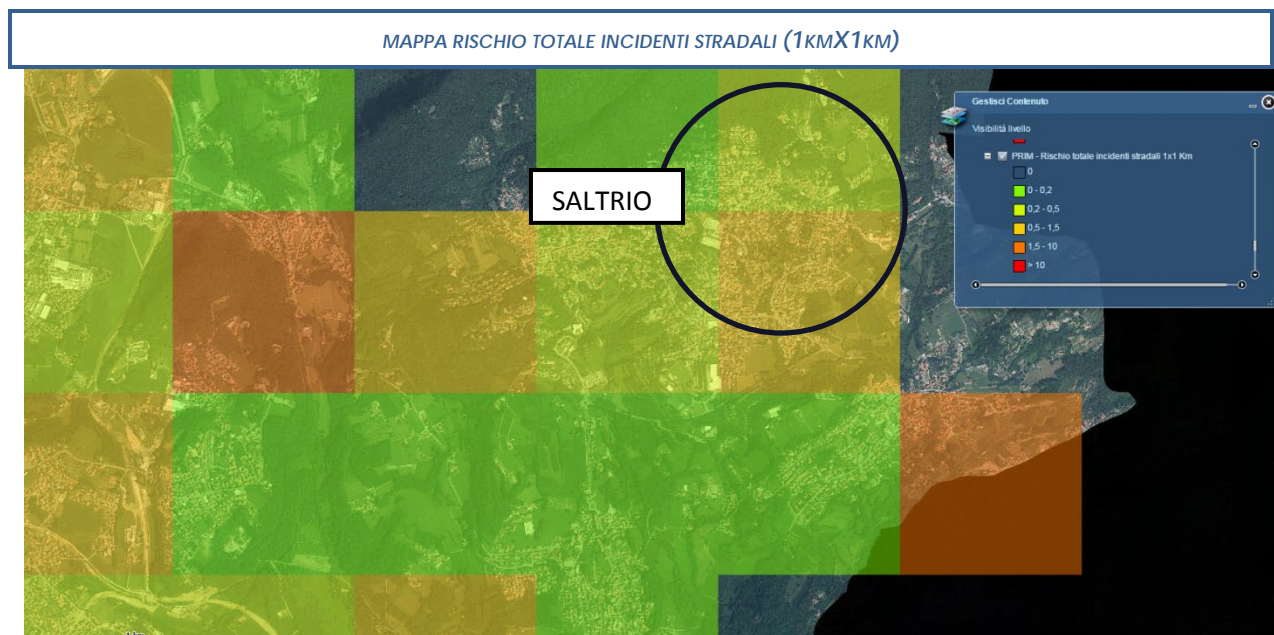 MAPPA RISCHIO TOTALE INCIDENTI STRADALI (1KMX1KM)
SALTRIO
Gestisci Contenuto
Visibilità livello
PRIM - Rischio totale incidenti stradali 1x1 Km
0
0 - 0,2
0,2 - 0,5
0,5 - 1,5
1,5 - 10
> 10